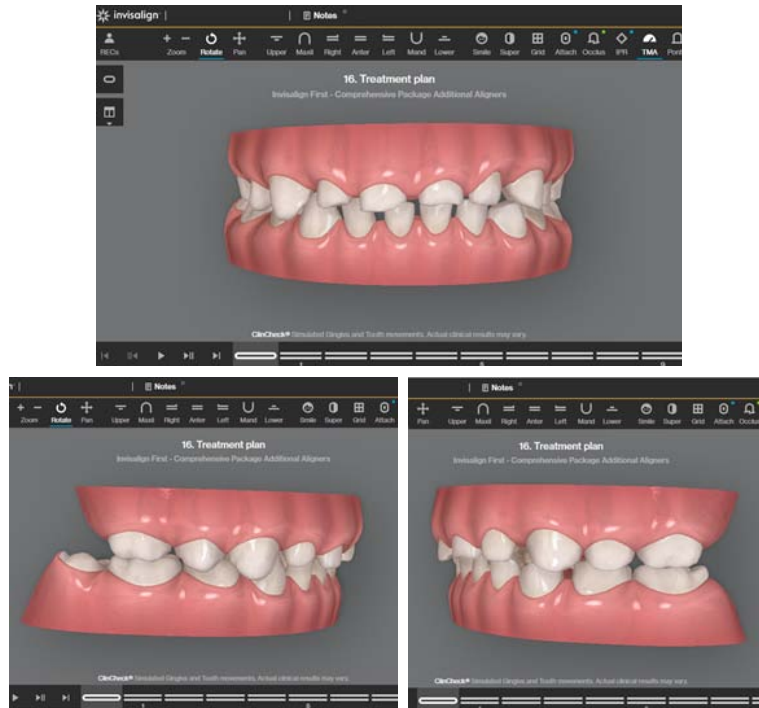 invisalign | | Notes
RECs Zoom Rotate Pan Upper Maxil Right Anter Left Mand Lower Smile Super Grid Attach Occlus IPR TMA Ponti
16. Treatment plan
Invisalign First - Comprehensive Package Additional Aligners
ClinCheck® Simulated Gingiva and Tooth movements. Actual clinical results may vary.
| Notes
Zoom Rotate Pan Upper Maxil Right Anter Left Mand Lower Smile Super Grid Attach
16. Treatment plan
Invisalign First - Comprehensive Package Additional Aligners
ClinCheck® Simulated Gingiva and Tooth movements. Actual clinical results may vary.
| Notes
Pan Upper Maxil Right Anter Left Mand Lower Smile Super Grid Attach Occlus
16. Treatment plan
Invisalign First - Comprehensive Package Additional Aligners
ClinCheck® Simulated Gingiva and Tooth movements. Actual clinical results may vary.